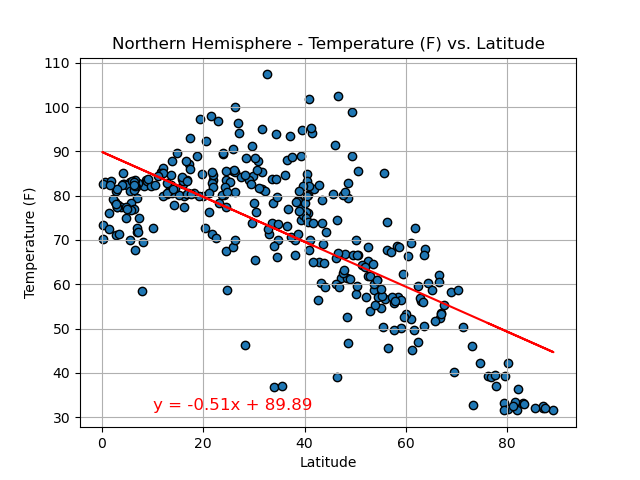 Northern Hemisphere - Temperature (F) vs. Latitude
110
100
90
80
70
60
50
40
30
Temperature (F)
y = -0.51x + 89.89
0 20 40 60 80
Latitude